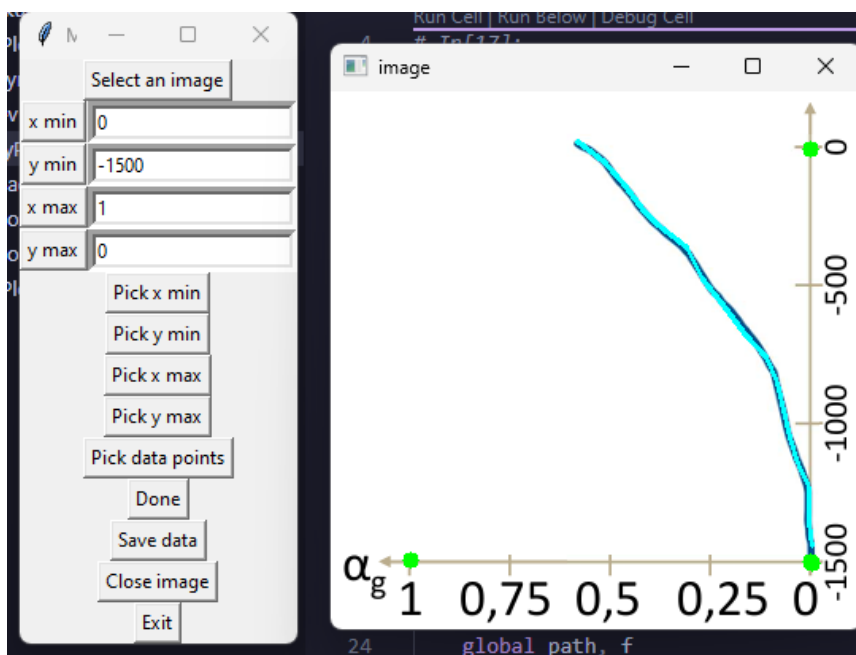 Run Cell | Run Below | Debug Cell
4 # In[17]:
M
Select an image
x min 0
y min -1500
x max 1
y max 0
Pick x min
Pick y min
Pick x max
Pick y max
Pick data points
Done
Save data
Close image
Exit
image
0
-500
-1000
-1500
αg
1 0,75 0,5 0,25 0
24 global path, f